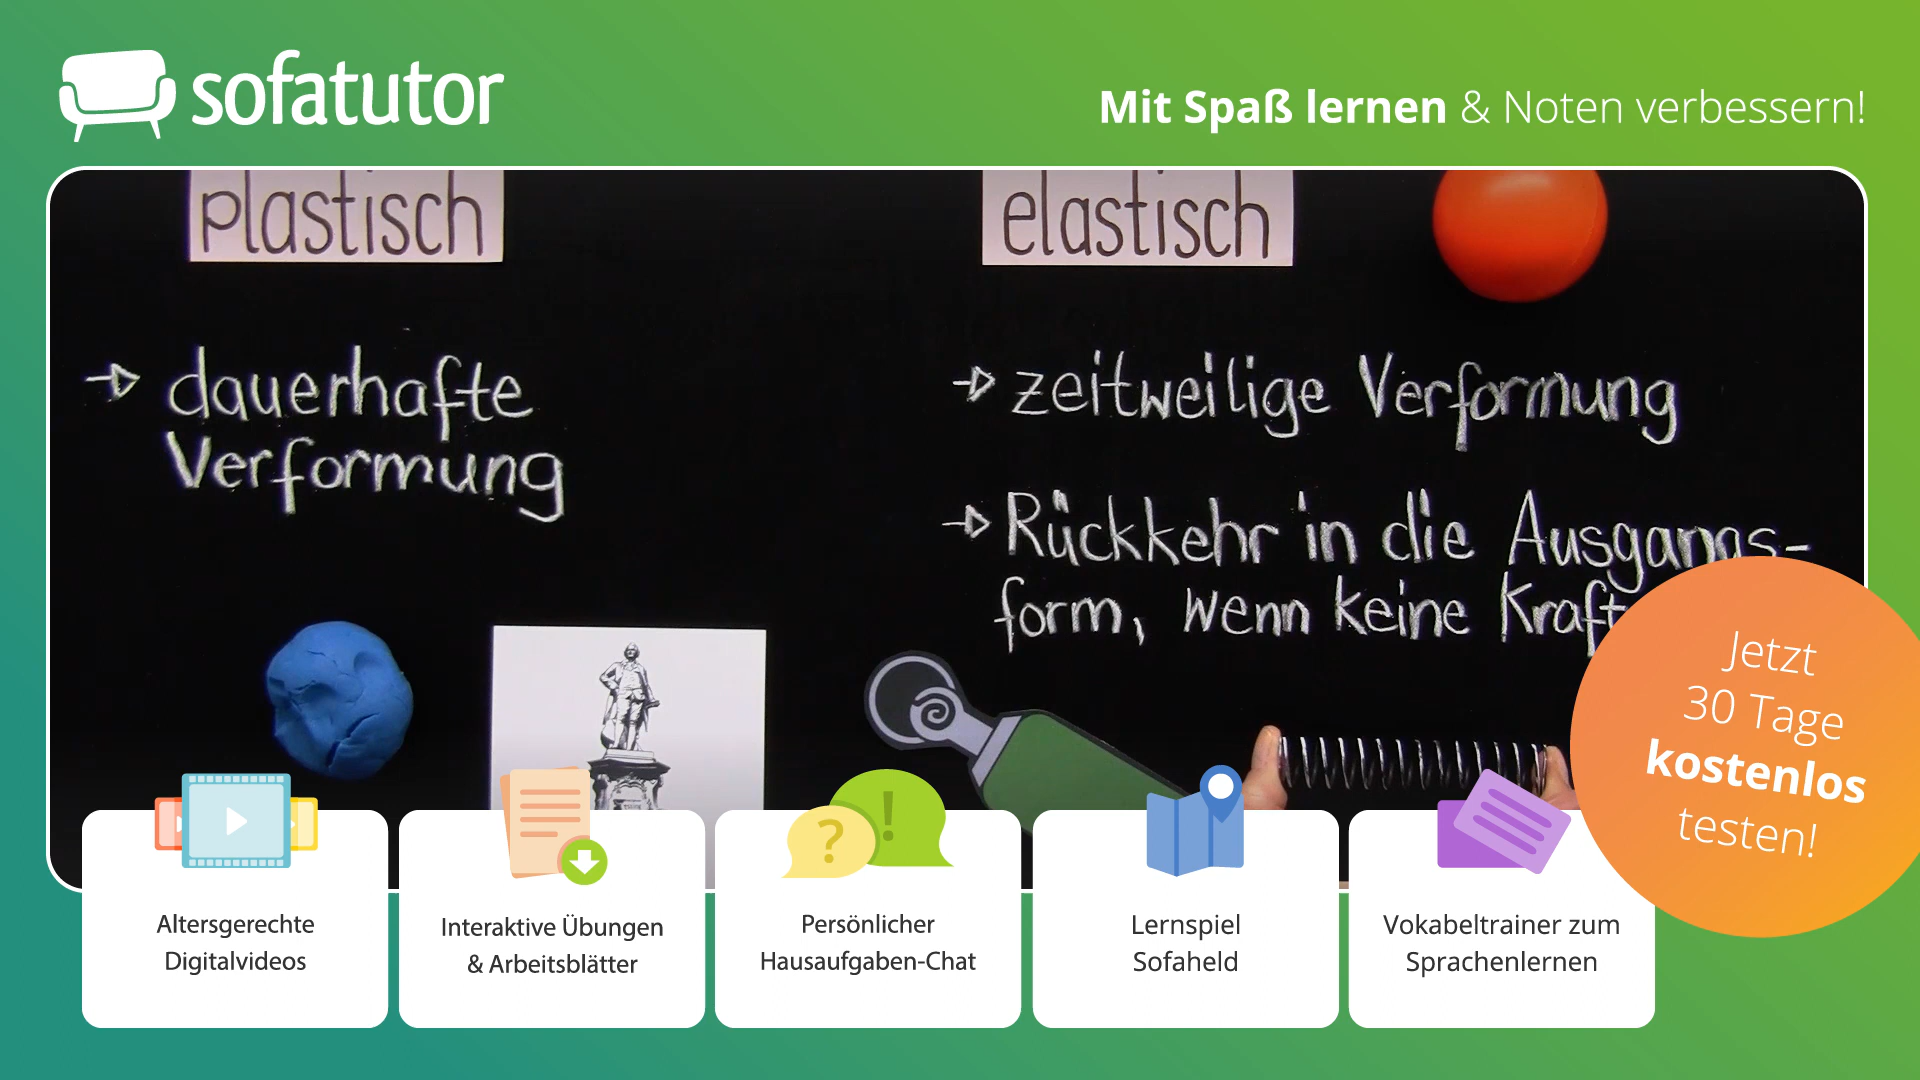 sofatutor
Mit Spaß lernen & Noten verbessern!
plastisch
elastisch
dauerhafte
Verformung
zeitweilige Verformung
Rückkehr in die Ausgangs-
form, wenn keine Kraft
Jetzt
30 Tage
kostenlos
testen!
?
!
Altersgerechte
Digitalvideos
Interaktive Übungen
& Arbeitsblätter
Persönlicher
Hausaufgaben-Chat
Lernspiel
Sofaheld
Vokabeltrainer zum
Sprachenlernen